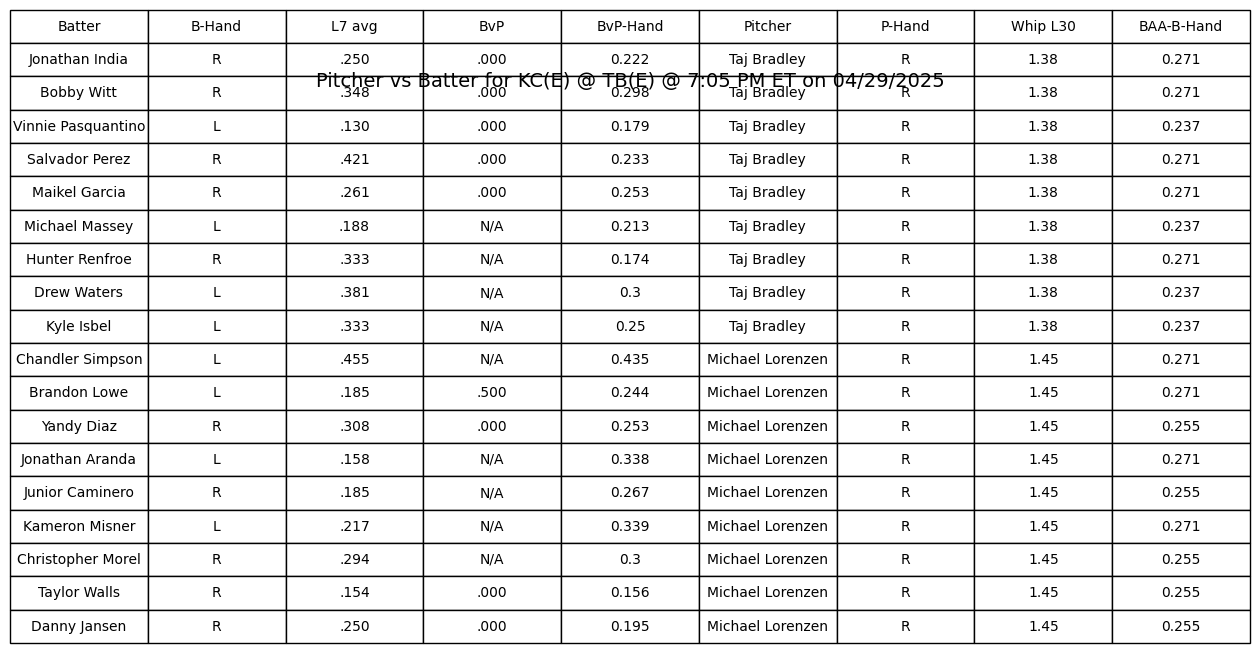 Batter B-Hand L7 avg BvP BvP-Hand Pitcher P-Hand Whip L30 BAA-B-Hand
Jonathan India R .250 .000 0.222 Taj Bradley R 1.38 0.271
Pitcher vs Batter for KC(E) @ TB(E) @ 7:05 PM ET on 04/29/2025
Bobby Witt R .348 .000 0.298 Taj Bradley R 1.38 0.271
Vinnie Pasquantino L .130 .000 0.179 Taj Bradley R 1.38 0.237
Salvador Perez R .421 .000 0.233 Taj Bradley R 1.38 0.271
Maikel Garcia R .261 .000 0.253 Taj Bradley R 1.38 0.271
Michael Massey L .188 N/A 0.213 Taj Bradley R 1.38 0.237
Hunter Renfroe R .333 N/A 0.174 Taj Bradley R 1.38 0.271
Drew Waters L .381 N/A 0.3 Taj Bradley R 1.38 0.237
Kyle Isbel L .333 N/A 0.25 Taj Bradley R 1.38 0.237
Chandler Simpson L .455 N/A 0.435 Michael Lorenzen R 1.45 0.271
Brandon Lowe L .185 .500 0.244 Michael Lorenzen R 1.45 0.271
Yandy Diaz R .308 .000 0.253 Michael Lorenzen R 1.45 0.255
Jonathan Aranda L .158 N/A 0.338 Michael Lorenzen R 1.45 0.271
Junior Caminero R .185 N/A 0.267 Michael Lorenzen R 1.45 0.255
Kameron Misner L .217 N/A 0.339 Michael Lorenzen R 1.45 0.271
Christopher Morel R .294 N/A 0.3 Michael Lorenzen R 1.45 0.255
Taylor Walls R .154 .000 0.156 Michael Lorenzen R 1.45 0.255
Danny Jansen R .250 .000 0.195 Michael Lorenzen R 1.45 0.255